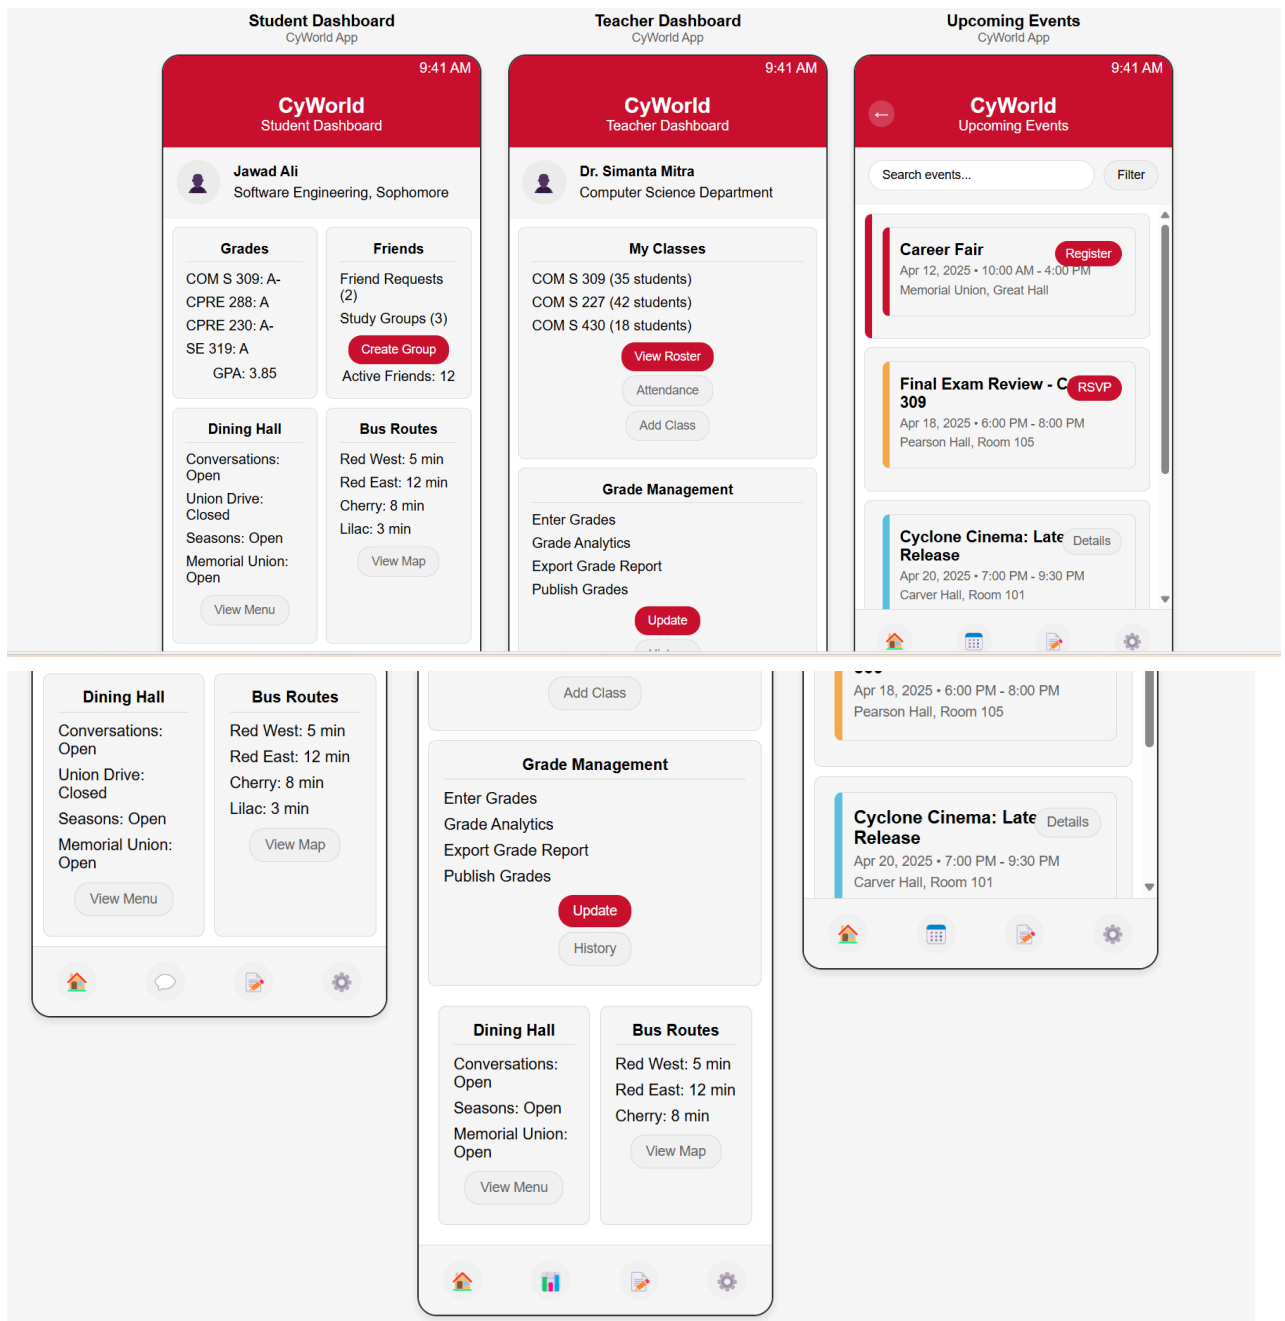 Student Dashboard
CyWorld App
9:41 AM
CyWorld
Student Dashboard
Jawad Ali
Software Engineering, Sophomore
Grades
COM S 309: A-
CPRE 288: A
CPRE 230: A-
SE 319: A
GPA: 3.85
Friends
Friend Requests
(2)
Study Groups (3)
Create Group
Active Friends: 12
Dining Hall
Conversations:
Open
Union Drive:
Closed
Seasons: Open
Memorial Union:
Open
View Menu
Bus Routes
Red West: 5 min
Red East: 12 min
Cherry: 8 min
Lilac: 3 min
View Map
Teacher Dashboard
CyWorld App
9:41 AM
CyWorld
Teacher Dashboard
Dr. Simanta Mitra
Computer Science Department
My Classes
COM S 309 (35 students)
COM S 227 (42 students)
COM S 430 (18 students)
View Roster
Attendance
Add Class
Grade Management
Enter Grades
Grade Analytics
Export Grade Report
Publish Grades
Update
Upcoming Events
CyWorld App
9:41 AM
←
CyWorld
Upcoming Events
Search events...
Filter
Career Fair
Register
Apr 12, 2025 • 10:00 AM - 4:00 PM
Memorial Union, Great Hall
Final Exam Review - C
RSVP
309
Apr 18, 2025 • 6:00 PM - 8:00 PM
Pearson Hall, Room 105
Cyclone Cinema: Late
Details
Release
Apr 20, 2025 • 7:00 PM - 9:30 PM
Carver Hall, Room 101
Dining Hall
Conversations:
Open
Union Drive:
Closed
Seasons: Open
Memorial Union:
Open
View Menu
Bus Routes
Red West: 5 min
Red East: 12 min
Cherry: 8 min
Lilac: 3 min
View Map
Add Class
Grade Management
Enter Grades
Grade Analytics
Export Grade Report
Publish Grades
Update
History
Dining Hall
Conversations:
Open
Seasons: Open
Memorial Union:
Open
View Menu
Bus Routes
Red West: 5 min
Red East: 12 min
Cherry: 8 min
View Map
Apr 18, 2025 • 6:00 PM - 8:00 PM
Pearson Hall, Room 105
Cyclone Cinema: Late
Details
Release
Apr 20, 2025 • 7:00 PM - 9:30 PM
Carver Hall, Room 101